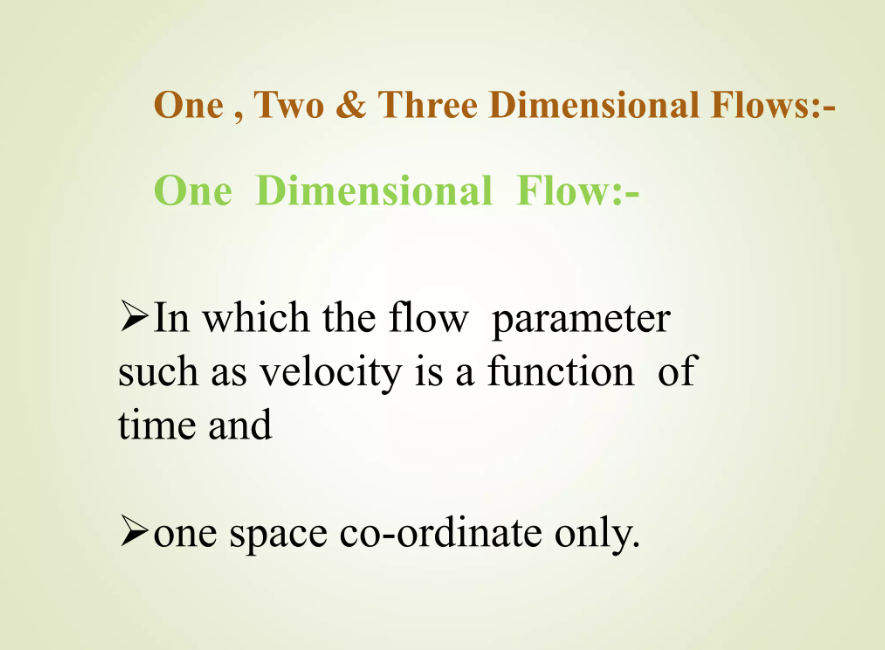 One , Two & Three Dimensional Flows:-
One Dimensional Flow:-
➢In which the flow parameter
such as velocity is a function of
time and
➢one space co-ordinate only.